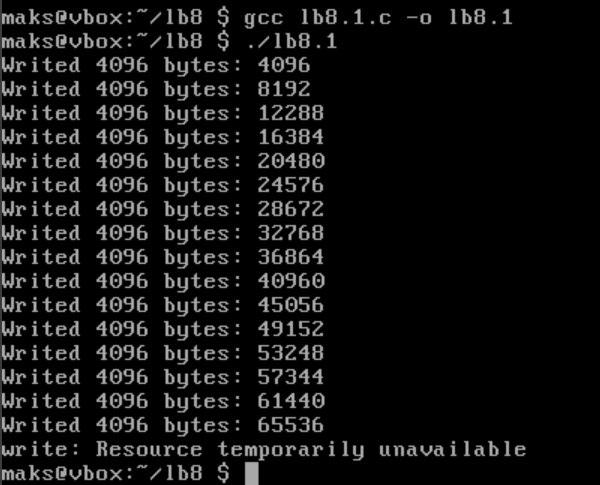 maks@vbox:~/lb8 $ gcc lb8.1.c -o lb8.1
maks@vbox:~/lb8 $ ./lb8.1
Writed 4096 bytes: 4096
Writed 4096 bytes: 8192
Writed 4096 bytes: 12288
Writed 4096 bytes: 16384
Writed 4096 bytes: 20480
Writed 4096 bytes: 24576
Writed 4096 bytes: 28672
Writed 4096 bytes: 32768
Writed 4096 bytes: 36864
Writed 4096 bytes: 40960
Writed 4096 bytes: 45056
Writed 4096 bytes: 49152
Writed 4096 bytes: 53248
Writed 4096 bytes: 57344
Writed 4096 bytes: 61440
Writed 4096 bytes: 65536
write: Resource temporarily unavailable
maks@vbox:~/lb8 $